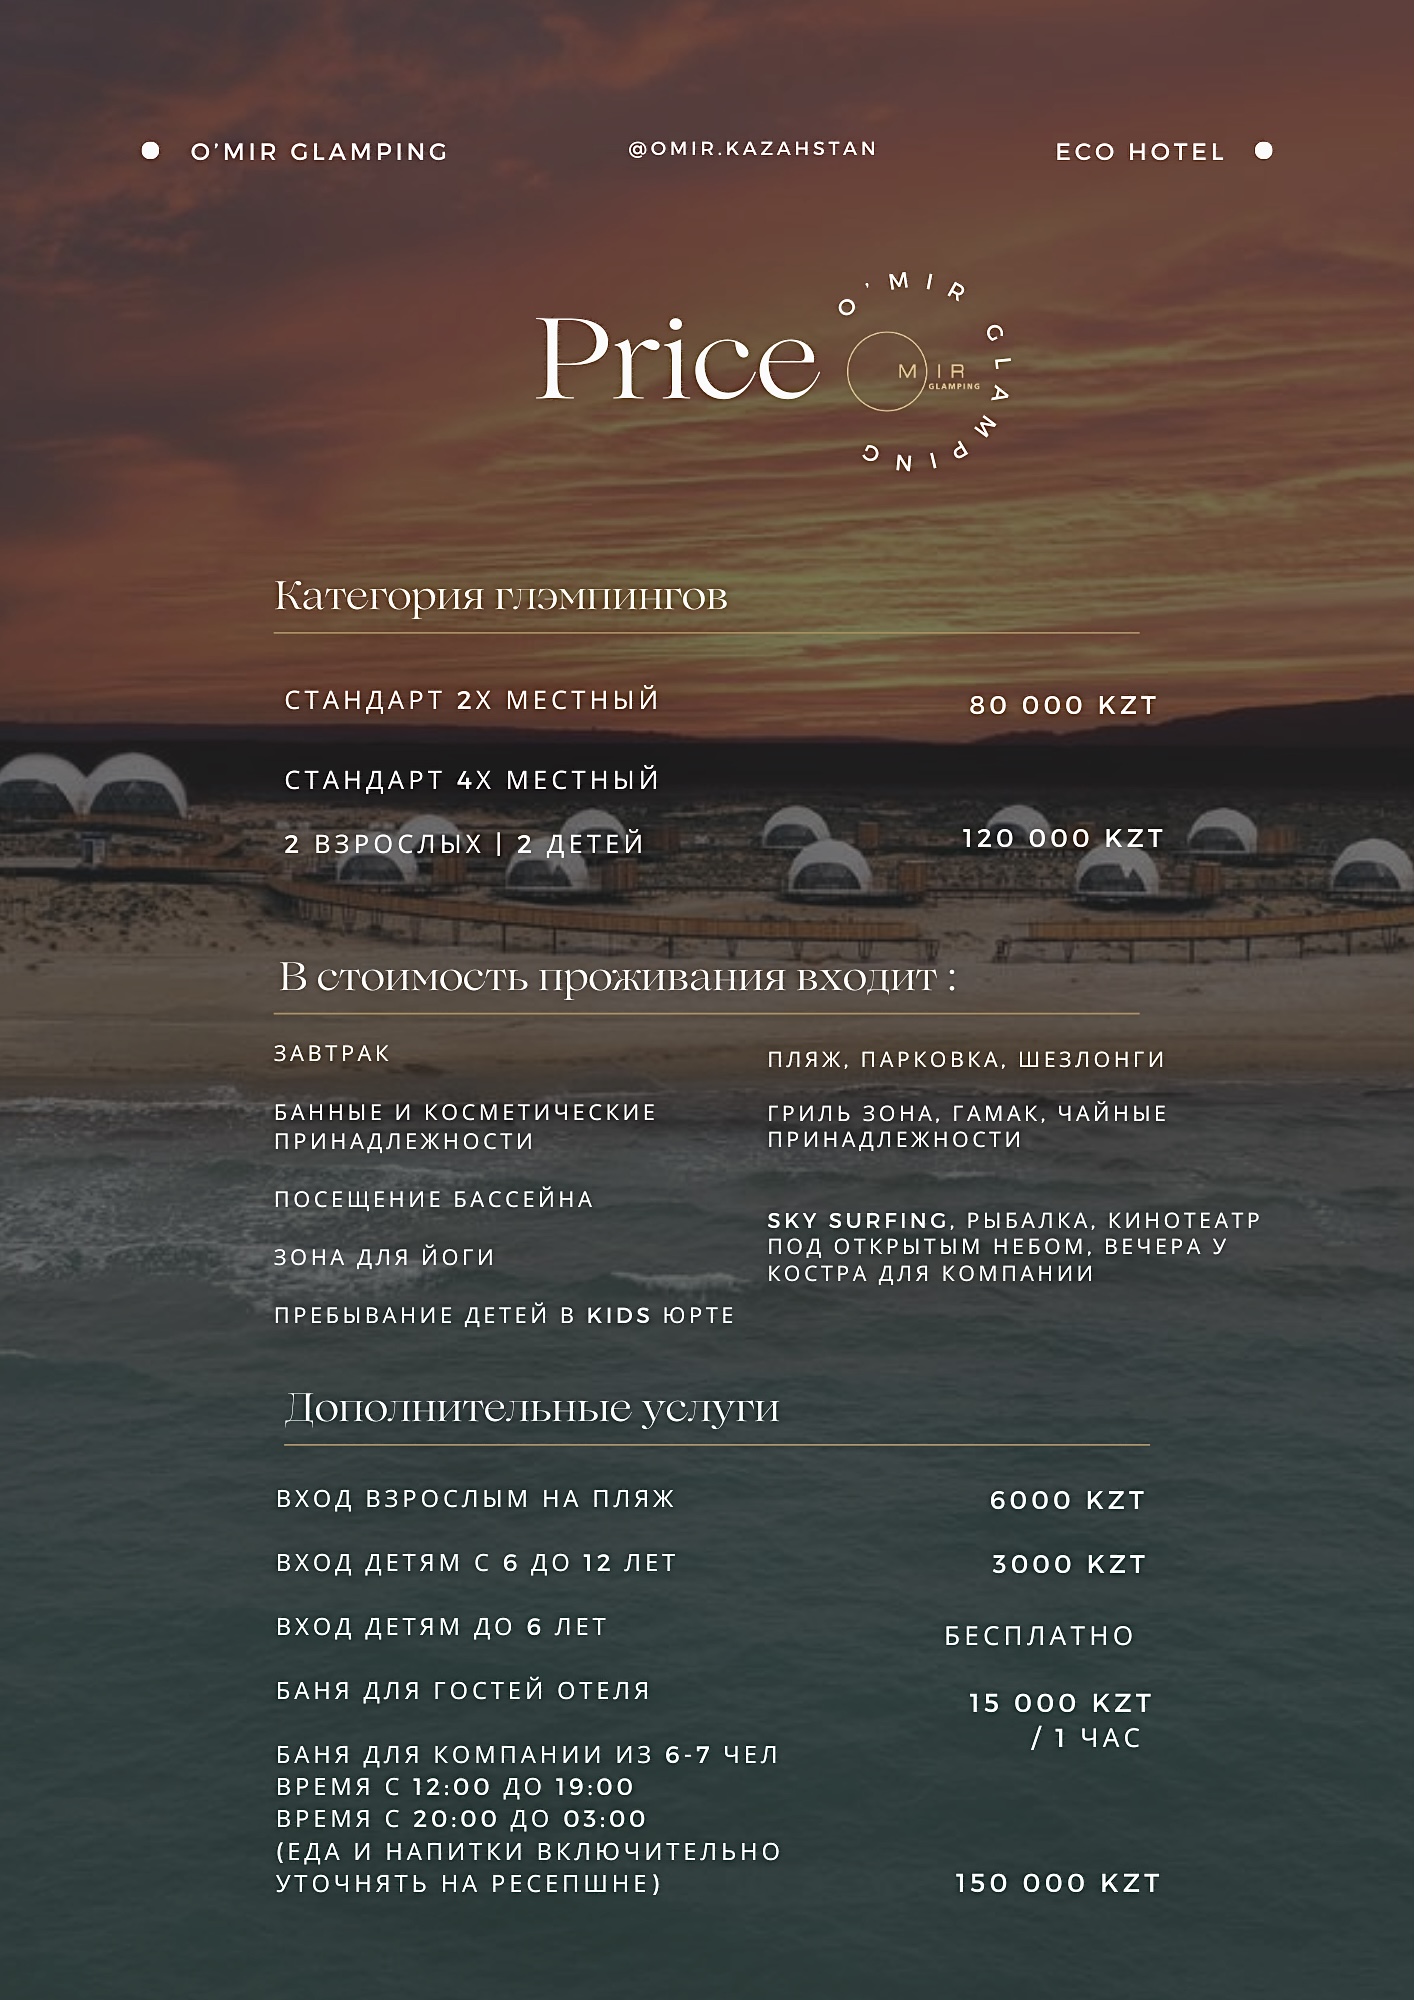 O'MIR GLAMPING
@OMIR.KAZAHSTAN
ECO HOTEL
Price
O'MIR GLAMPING
MIR
GLAMPING
Категория глэмпингов
СТАНДАРТ 2Х МЕСТНЫЙ
80 000 KZT
СТАНДАРТ 4Х МЕСТНЫЙ
2 ВЗРОСЛЫХ | 2 ДЕТЕЙ
120 000 KZT
В стоимость проживания входит :
ЗАВТРАК
БАННЫЕ И КОСМЕТИЧЕСКИЕ
ПРИНАДЛЕЖНОСТИ
ПОСЕЩЕНИЕ БАССЕЙНА
ЗОНА ДЛЯ ЙОГИ
ПРЕБЫВАНИЕ ДЕТЕЙ В KIDS ЮРТЕ
ПЛЯЖ, ПАРКОВКА, ШЕЗЛОНГИ
ГРИЛЬ ЗОНА, ГАМАК, ЧАЙНЫЕ
ПРИНАДЛЕЖНОСТИ
SKY SURFING, РЫБАЛКА, КИНОТЕАТР
ПОД ОТКРЫТЫМ НЕБОМ, ВЕЧЕРА У
КОСТРА ДЛЯ КОМПАНИИ
Дополнительные услуги
ВХОД ВЗРОСЛЫМ НА ПЛЯЖ
6000 KZT
ВХОД ДЕТЯМ С 6 ДО 12 ЛЕТ
3000 KZT
ВХОД ДЕТЯМ ДО 6 ЛЕТ
БЕСПЛАТНО
БАНЯ ДЛЯ ГОСТЕЙ ОТЕЛЯ
15 000 KZT
/ 1 ЧАС
БАНЯ ДЛЯ КОМПАНИИ ИЗ 6-7 ЧЕЛ
ВРЕМЯ С 12:00 ДО 19:00
ВРЕМЯ С 20:00 ДО 03:00
(ЕДА И НАПИТКИ ВКЛЮЧИТЕЛЬНО
УТОЧНЯТЬ НА РЕСЕПШНЕ)
150 000 KZT